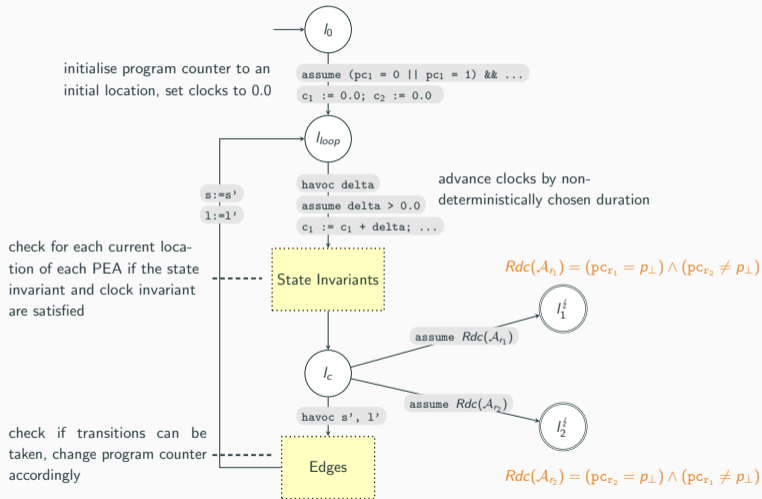 l0
initialise program counter to an
initial location, set clocks to 0.0
assume (pc1 = 0 || pc1 = 1) && ...
c1 := 0.0; c2 := 0.0
lloop
havoc delta
assume delta > 0.0
c1 := c1 + delta; ...
advance clocks by non-
deterministically chosen duration
s:=s'
l:=l'
check for each current loca-
tion of each PEA if the state
invariant and clock invariant
are satisfied
State Invariants
Rdc(𝒜r1) = (pcr1 = p⊥) ∧ (pcr2 ≠ p⊥)
l1↯
assume Rdc(𝒜r1)
lc
assume Rdc(𝒜r2)
l2↯
havoc s', l'
check if transitions can be
taken, change program counter
accordingly
Edges
Rdc(𝒜r2) = (pcr2 = p⊥) ∧ (pcr1 ≠ p⊥)